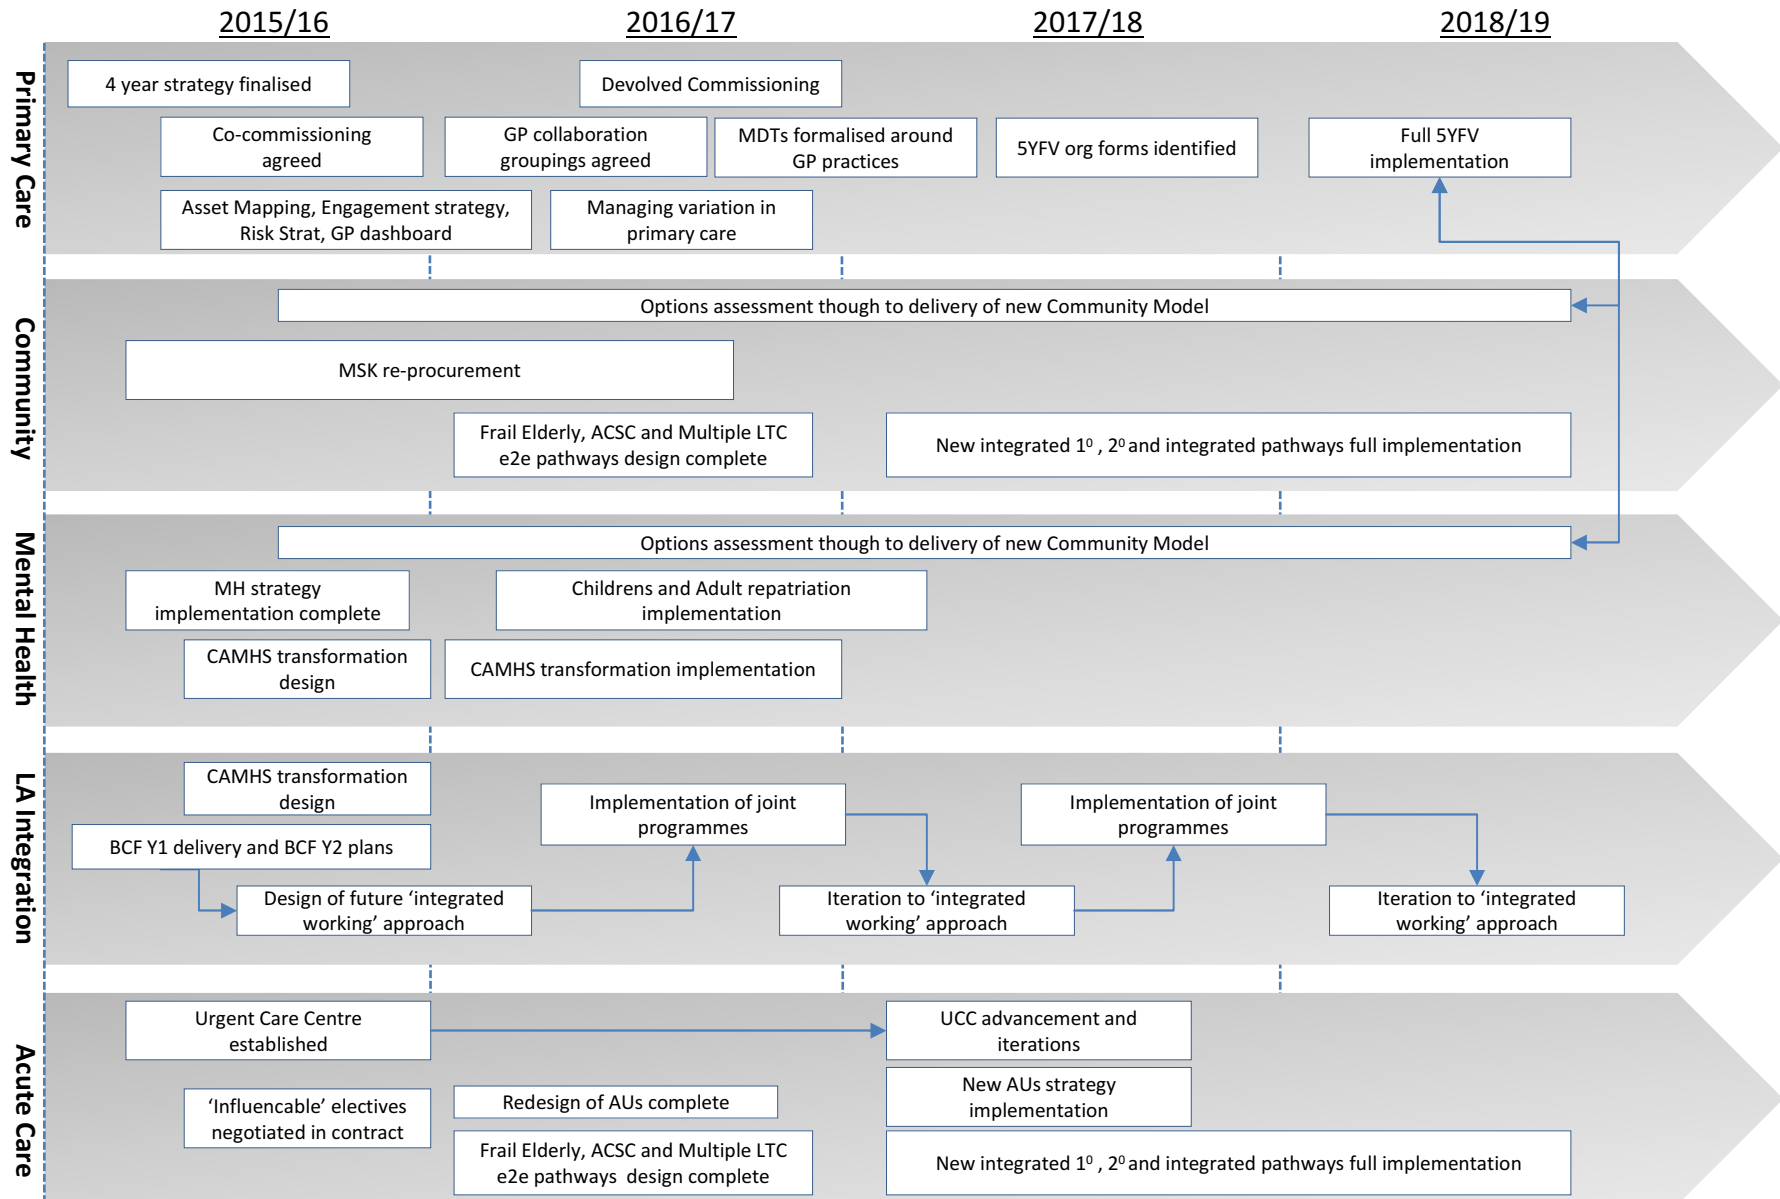 2015/16
2016/17
2017/18
2018/19
Primary Care
4 year strategy finalised
Devolved Commissioning
Co-commissioning
agreed
GP collaboration
groupings agreed
MDTs formalised around
GP practices
5YFV org forms identified
Full 5YFV
implementation
Asset Mapping, Engagement strategy,
Risk Strat, GP dashboard
Managing variation in
primary care
Community
Options assessment though to delivery of new Community Model
MSK re-procurement
Frail Elderly, ACSC and Multiple LTC
e2e pathways design complete
New integrated 1⁰ , 2⁰ and integrated pathways full implementation
Mental Health
Options assessment though to delivery of new Community Model
MH strategy
implementation complete
Childrens and Adult repatriation
implementation
CAMHS transformation
design
CAMHS transformation implementation
LA Integration
CAMHS transformation
design
BCF Y1 delivery and BCF Y2 plans
Design of future ‘integrated
working’ approach
Implementation of joint
programmes
Iteration to ‘integrated
working’ approach
Implementation of joint
programmes
Iteration to ‘integrated
working’ approach
Acute Care
Urgent Care Centre
established
UCC advancement and
iterations
‘Influencable’ electives
negotiated in contract
Redesign of AUs complete
New AUs strategy
implementation
Frail Elderly, ACSC and Multiple LTC
e2e pathways  design complete
New integrated 1⁰ , 2⁰ and integrated pathways full implementation